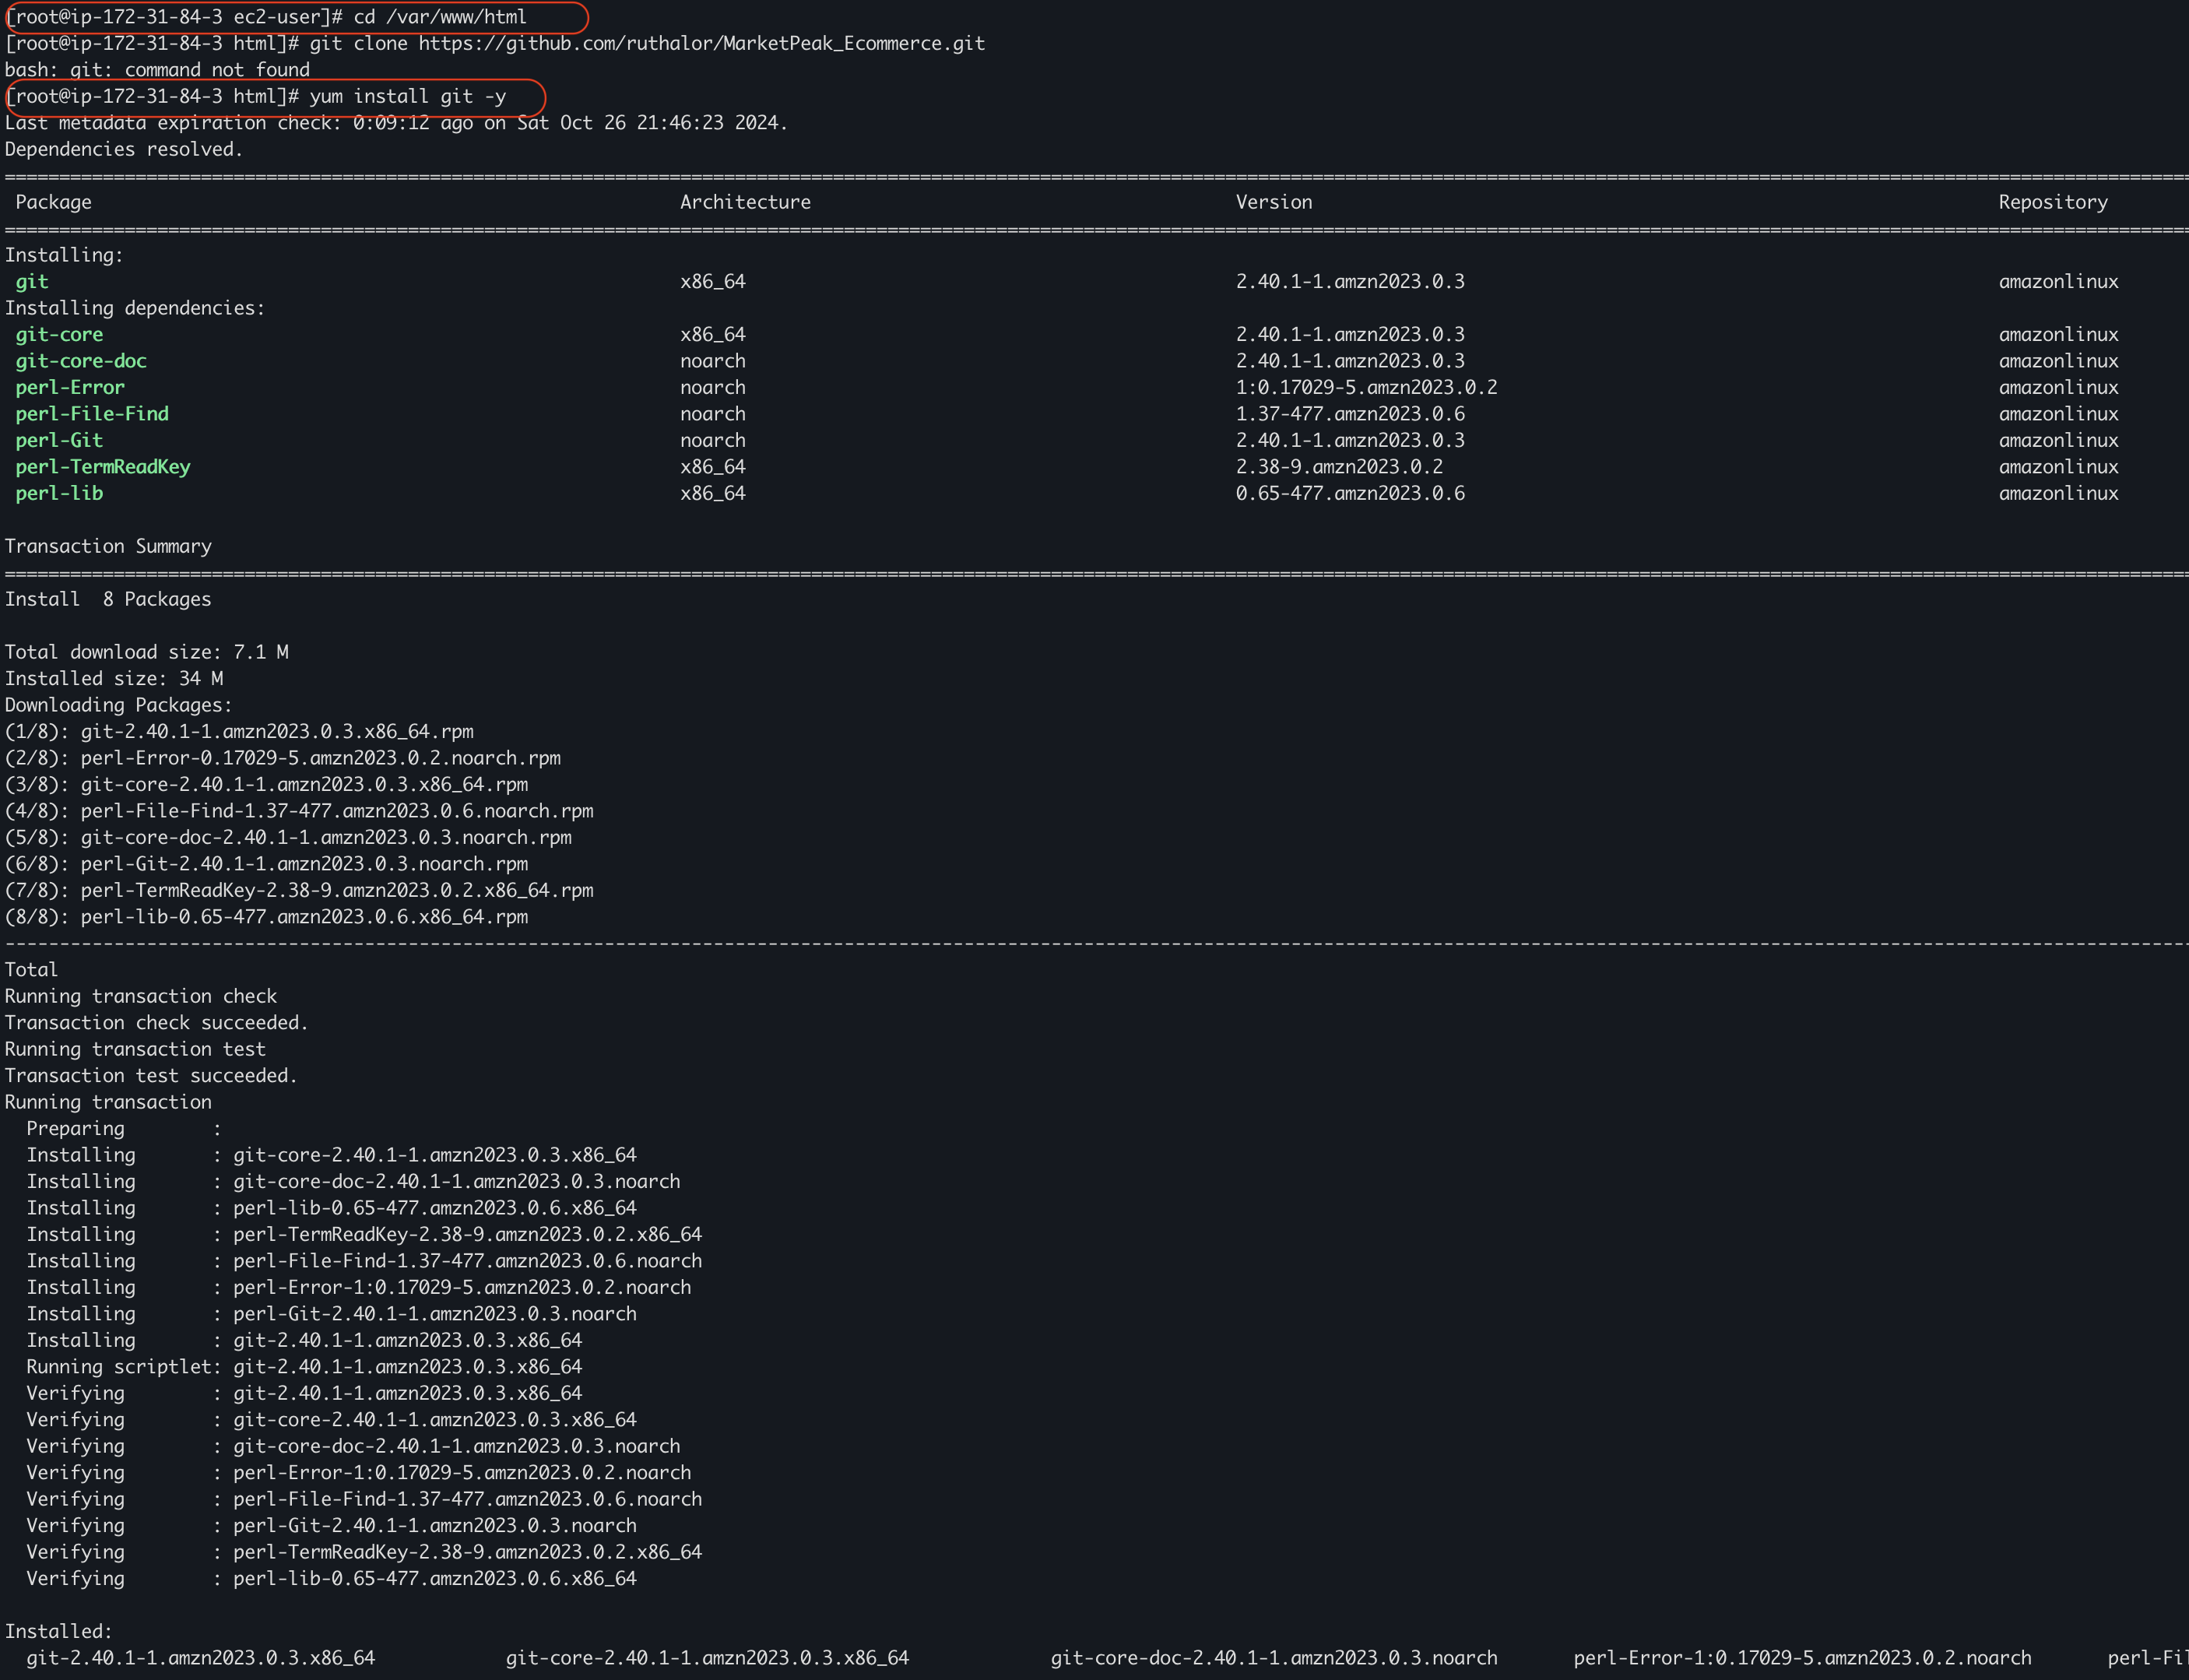 [root@ip-172-31-84-3 ec2-user]# cd /var/www/html
[root@ip-172-31-84-3 html]# git clone https://github.com/ruthalor/MarketPeak_Ecommerce.git
bash: git: command not found
[root@ip-172-31-84-3 html]# yum install git -y
Last metadata expiration check: 0:09:12 ago on Sat Oct 26 21:46:23 2024.
Dependencies resolved.
Package Architecture Version Repository
Installing:
git x86_64 2.40.1-1.amzn2023.0.3 amazonlinux
Installing dependencies:
git-core x86_64 2.40.1-1.amzn2023.0.3 amazonlinux
git-core-doc noarch 2.40.1-1.amzn2023.0.3 amazonlinux
perl-Error noarch 1:0.17029-5.amzn2023.0.2 amazonlinux
perl-File-Find noarch 1.37-477.amzn2023.0.6 amazonlinux
perl-Git noarch 2.40.1-1.amzn2023.0.3 amazonlinux
perl-TermReadKey x86_64 2.38-9.amzn2023.0.2 amazonlinux
perl-lib x86_64 0.65-477.amzn2023.0.6 amazonlinux
Transaction Summary
Install 8 Packages
Total download size: 7.1 M
Installed size: 34 M
Downloading Packages:
(1/8): git-2.40.1-1.amzn2023.0.3.x86_64.rpm
(2/8): perl-Error-0.17029-5.amzn2023.0.2.noarch.rpm
(3/8): git-core-2.40.1-1.amzn2023.0.3.x86_64.rpm
(4/8): perl-File-Find-1.37-477.amzn2023.0.6.noarch.rpm
(5/8): git-core-doc-2.40.1-1.amzn2023.0.3.noarch.rpm
(6/8): perl-Git-2.40.1-1.amzn2023.0.3.noarch.rpm
(7/8): perl-TermReadKey-2.38-9.amzn2023.0.2.x86_64.rpm
(8/8): perl-lib-0.65-477.amzn2023.0.6.x86_64.rpm
Total
Running transaction check
Transaction check succeeded.
Running transaction test
Transaction test succeeded.
Running transaction
Preparing :
Installing : git-core-2.40.1-1.amzn2023.0.3.x86_64
Installing : git-core-doc-2.40.1-1.amzn2023.0.3.noarch
Installing : perl-lib-0.65-477.amzn2023.0.6.x86_64
Installing : perl-TermReadKey-2.38-9.amzn2023.0.2.x86_64
Installing : perl-File-Find-1.37-477.amzn2023.0.6.noarch
Installing : perl-Error-1:0.17029-5.amzn2023.0.2.noarch
Installing : perl-Git-2.40.1-1.amzn2023.0.3.noarch
Installing : git-2.40.1-1.amzn2023.0.3.x86_64
Running scriptlet: git-2.40.1-1.amzn2023.0.3.x86_64
Verifying : git-2.40.1-1.amzn2023.0.3.x86_64
Verifying : git-core-2.40.1-1.amzn2023.0.3.x86_64
Verifying : git-core-doc-2.40.1-1.amzn2023.0.3.noarch
Verifying : perl-Error-1:0.17029-5.amzn2023.0.2.noarch
Verifying : perl-File-Find-1.37-477.amzn2023.0.6.noarch
Verifying : perl-Git-2.40.1-1.amzn2023.0.3.noarch
Verifying : perl-TermReadKey-2.38-9.amzn2023.0.2.x86_64
Verifying : perl-lib-0.65-477.amzn2023.0.6.x86_64
Installed:
git-2.40.1-1.amzn2023.0.3.x86_64 git-core-2.40.1-1.amzn2023.0.3.x86_64 git-core-doc-2.40.1-1.amzn2023.0.3.noarch perl-Error-1:0.17029-5.amzn2023.0.2.noarch